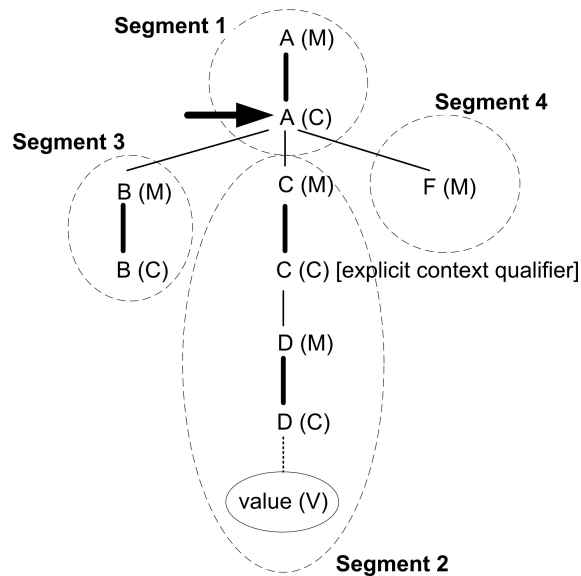 Segment 1
A (M)
A (C)
Segment 4
Segment 3
B (M)
C (M)
F (M)
B (C)
C (C) [explicit context qualifier]
D (M)
D (C)
value (V)
Segment 2